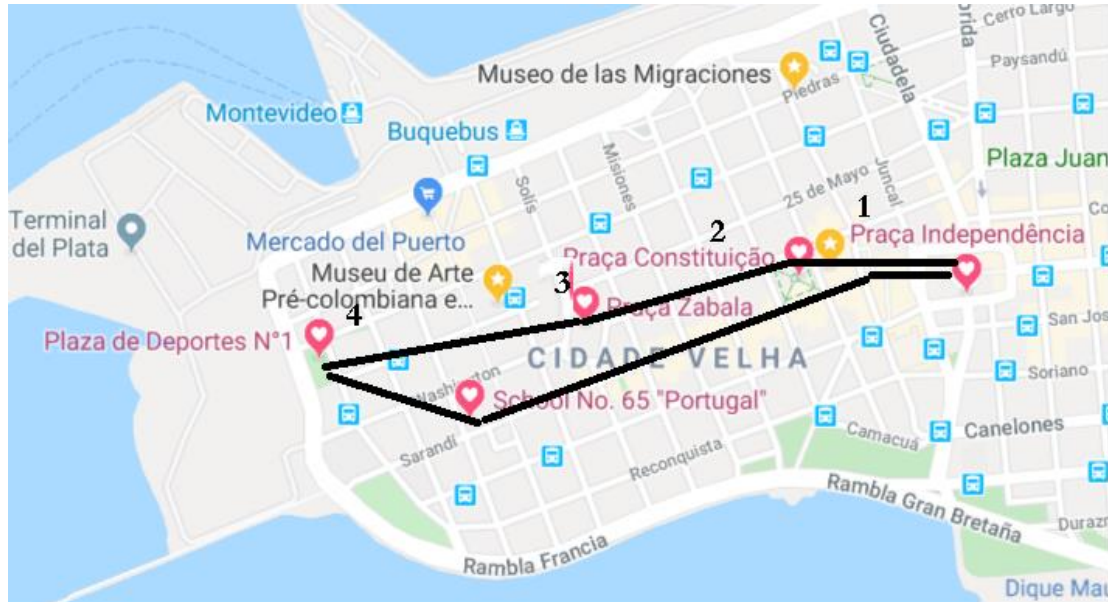 Cerro Largo
Ciudadela
orida
Paysandú
Museo de las Migraciones
Piedras
Montevideo
Buquebus
Misiones
Juncal
Plaza Juan
Solís
25 de Mayo
Terminal
del Plata
1
2
Praça Independência
Mercado del Puerto
Praça Constituição
Museu de Arte
Pré-colombiana e...
3
Praça Zabala
4
Plaza de Deportes N°1
San Jos
CIDADE VELHA
Soriano
Washington
School No. 65 "Portugal"
Sarandí
Camacuá
Canelones
Reconquista
Rambla Gran Bretaña
Durazn
Rambla Francia
Dique Mau